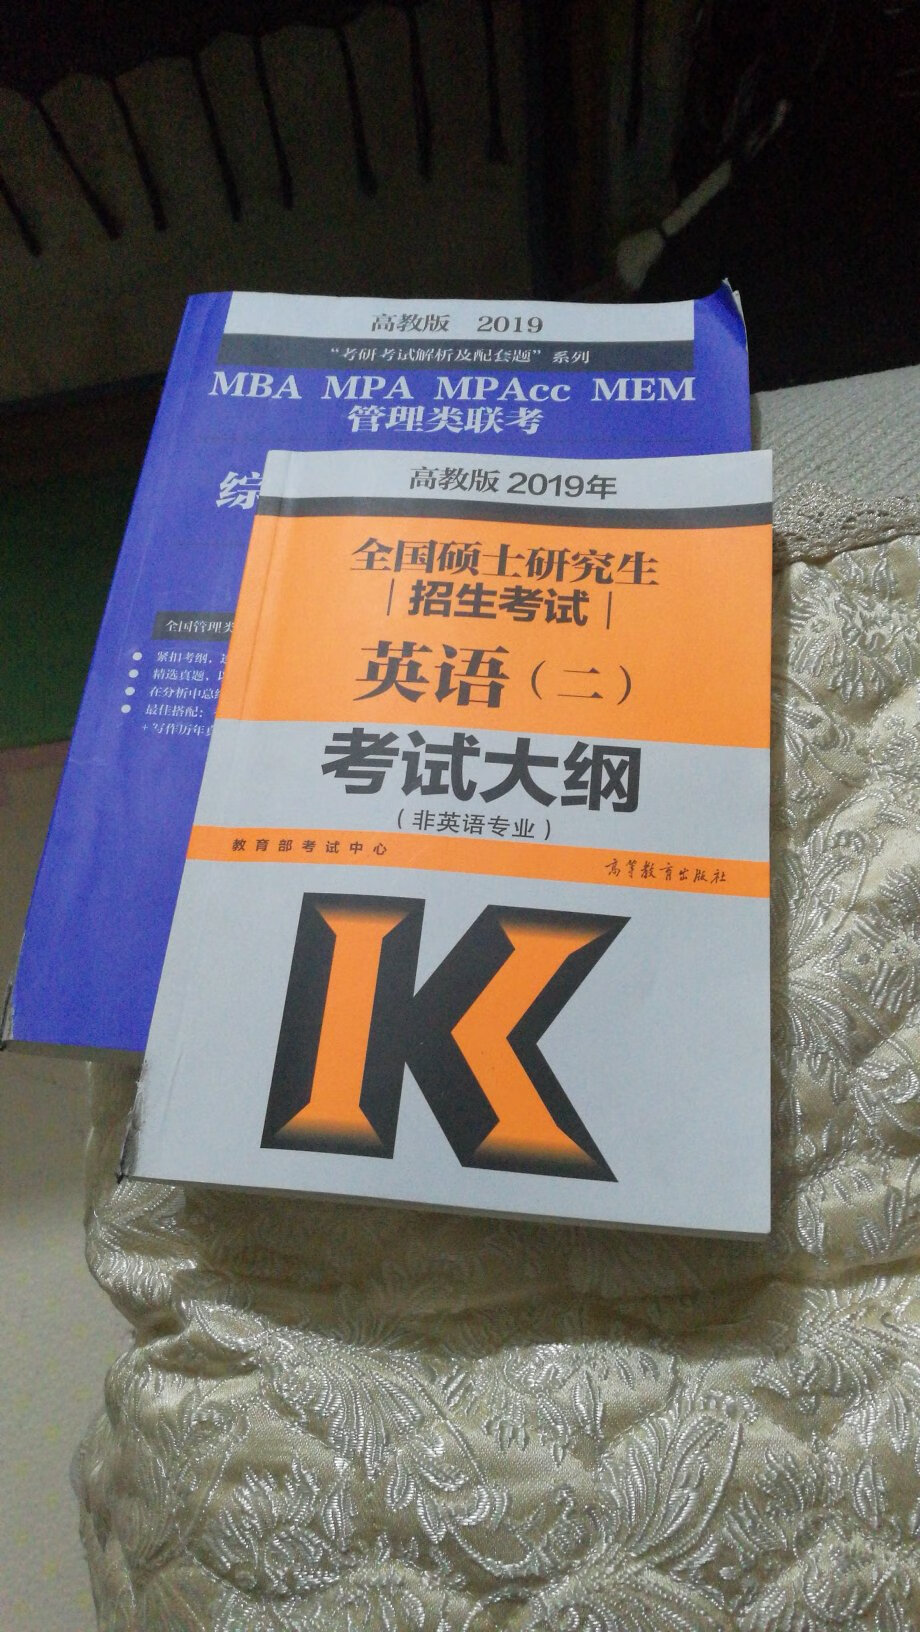 高教版 2019
“考研考试解析及配套题”系列
MBA MPA MPAcc MEM
管理类联考
综
全国管理类
紧扣考纲，
精选真题，
在分析中总结
最佳搭配：
+写作历年
高教版 2019年
全国硕士研究生
招生考试
英语（二）
考试大纲
（非英语专业）
教育部考试中心
高等教育出版社
K